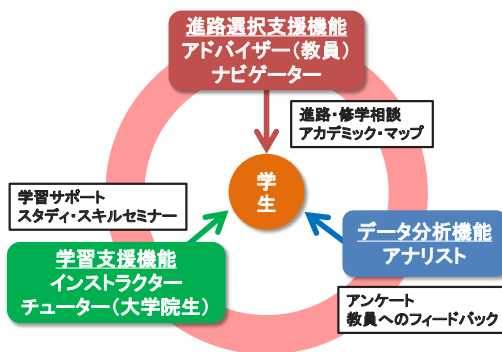 進路選択支援機能
アドバイザー（教員）
ナビゲーター
進路・修学相談
アカデミック・マップ
学
生
学習サポート
スタディ・スキルセミナー
学習支援機能
インストラクター
チューター（大学院生）
データ分析機能
アナリスト
アンケート
教員へのフィードバック